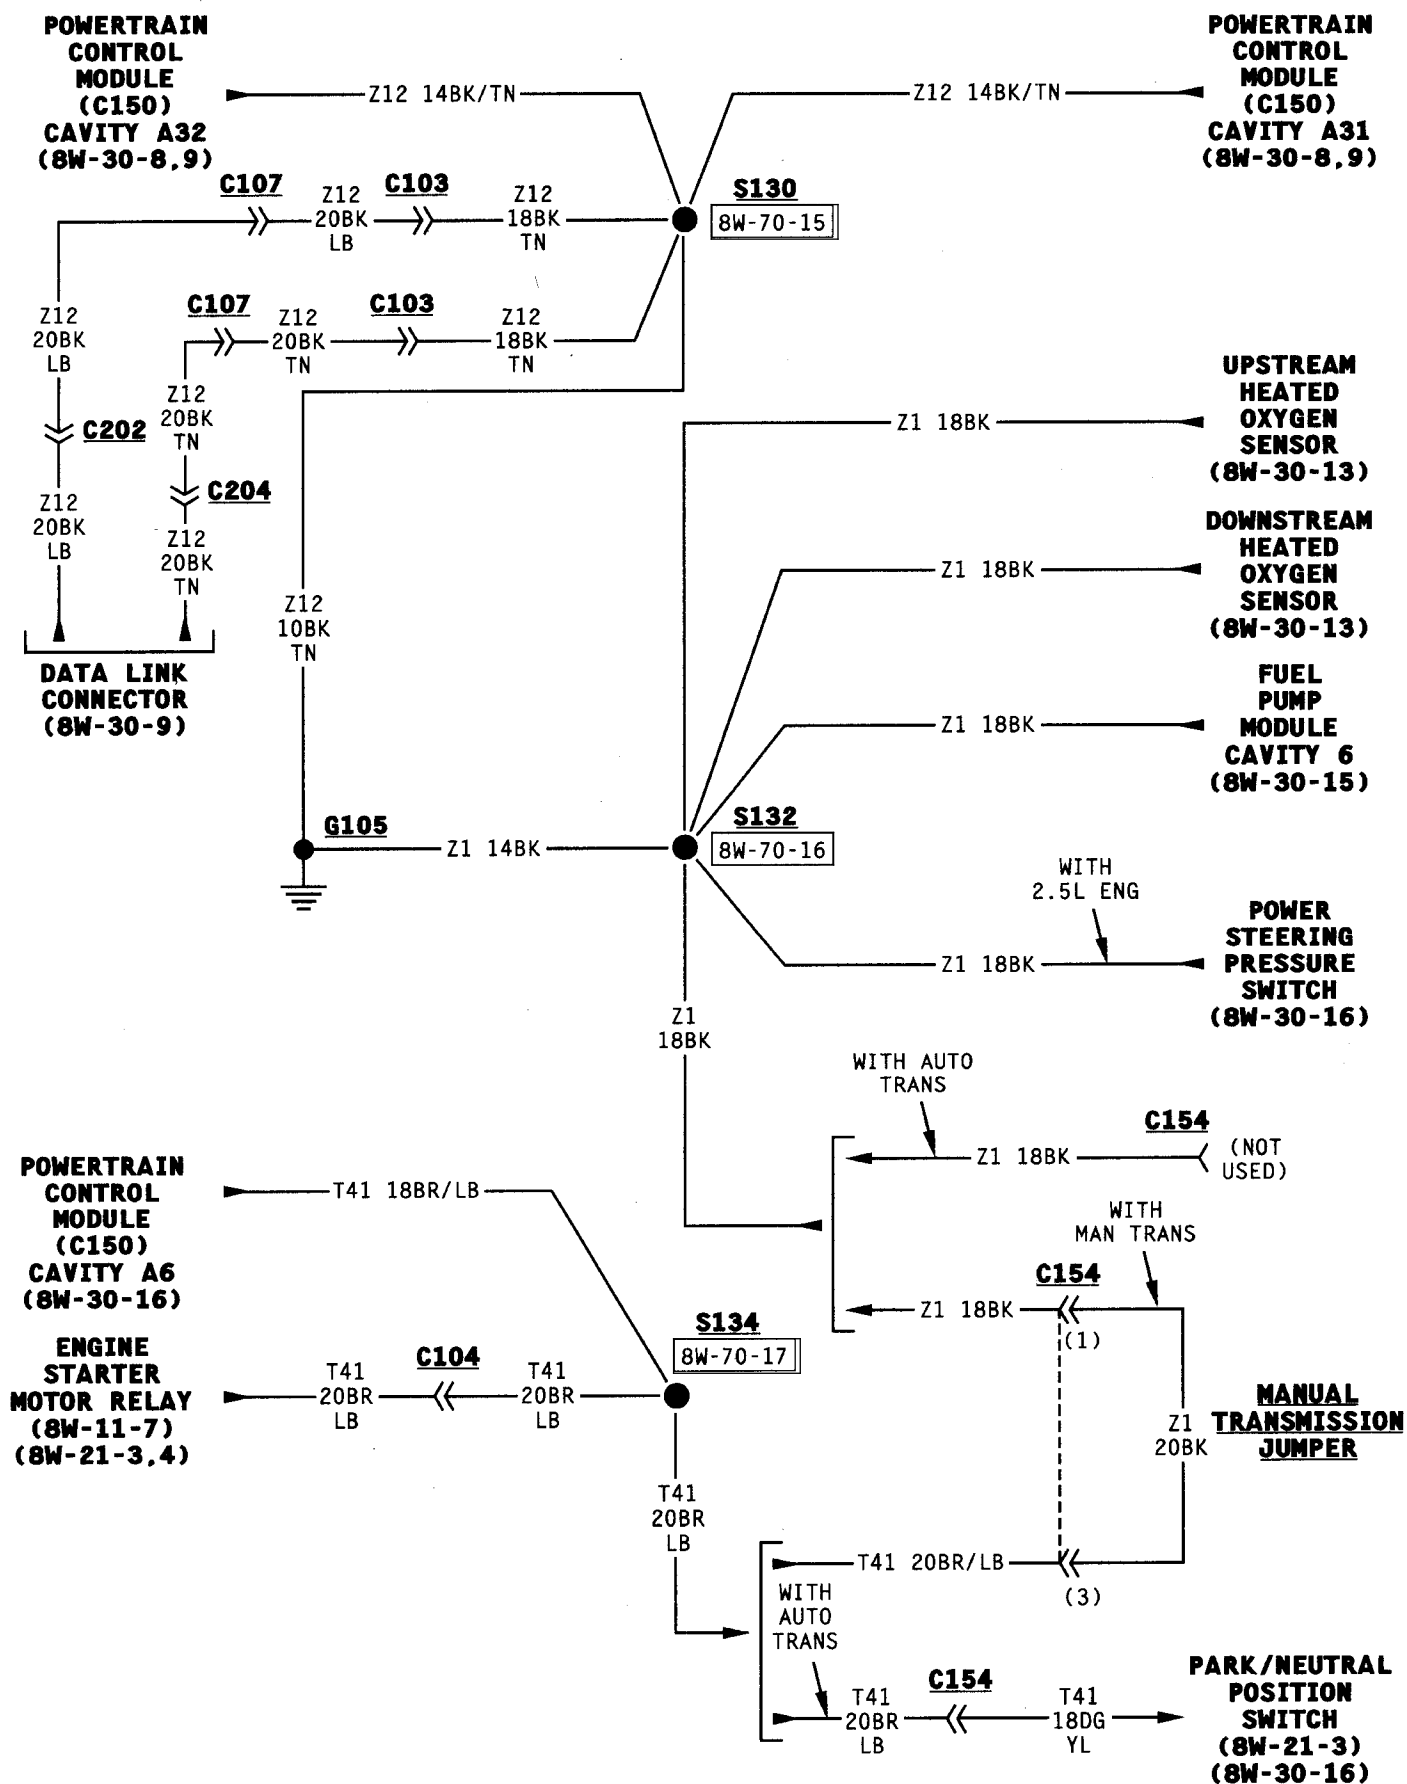 POWERTRAIN
CONTROL
MODULE
(C150)
CAVITY A32
(8W-30-8,9)
Z12 14BK/TN
Z12 14BK/TN
POWERTRAIN
CONTROL
MODULE
(C150)
CAVITY A31
(8W-30-8,9)
C107
Z12
20BK
LB
C103
Z12
18BK
TN
S130
8W-70-15
C107
Z12
20BK
TN
C103
Z12
18BK
TN
Z12
20BK
LB
C202
Z12
20BK
LB
Z12
20BK
TN
C204
Z12
20BK
TN
DATA LINK
CONNECTOR
(8W-30-9)
Z12
10BK
TN
Z1 18BK
UPSTREAM
HEATED
OXYGEN
SENSOR
(8W-30-13)
Z1 18BK
DOWNSTREAM
HEATED
OXYGEN
SENSOR
(8W-30-13)
Z1 18BK
FUEL
PUMP
MODULE
CAVITY 6
(8W-30-15)
G105
Z1 14BK
S132
8W-70-16
WITH
2.5L ENG
Z1 18BK
POWER
STEERING
PRESSURE
SWITCH
(8W-30-16)
Z1
18BK
WITH AUTO
TRANS
Z1 18BK
C154
(NOT
USED)
WITH
MAN TRANS
Z1 18BK
C154
(1)
Z1
20BK
MANUAL
TRANSMISSION
JUMPER
POWERTRAIN
CONTROL
MODULE
(C150)
CAVITY A6
(8W-30-16)
T41 18BR/LB
S134
8W-70-17
ENGINE
STARTER
MOTOR RELAY
(8W-11-7)
(8W-21-3,4)
T41
20BR
LB
C104
T41
20BR
LB
T41
20BR
LB
T41 20BR/LB
(3)
WITH
AUTO
TRANS
T41
20BR
LB
C154
T41
18DG
YL
PARK/NEUTRAL
POSITION
SWITCH
(8W-21-3)
(8W-30-16)